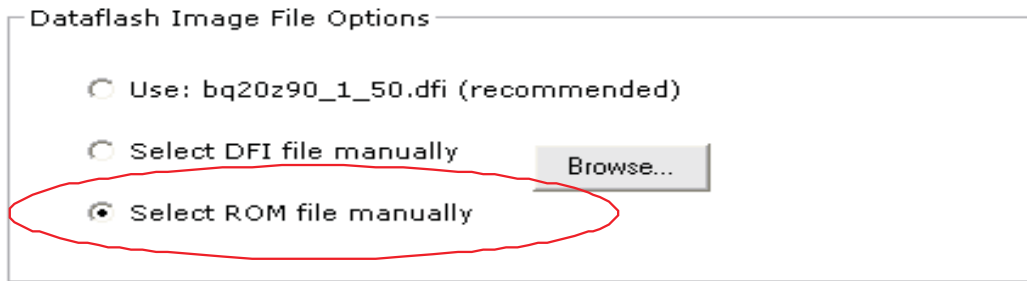 Dataflash Image File Options
Use: bq20z90_1_50.dfi (recommended)
Select DFI file manually
Browse...
Select ROM file manually